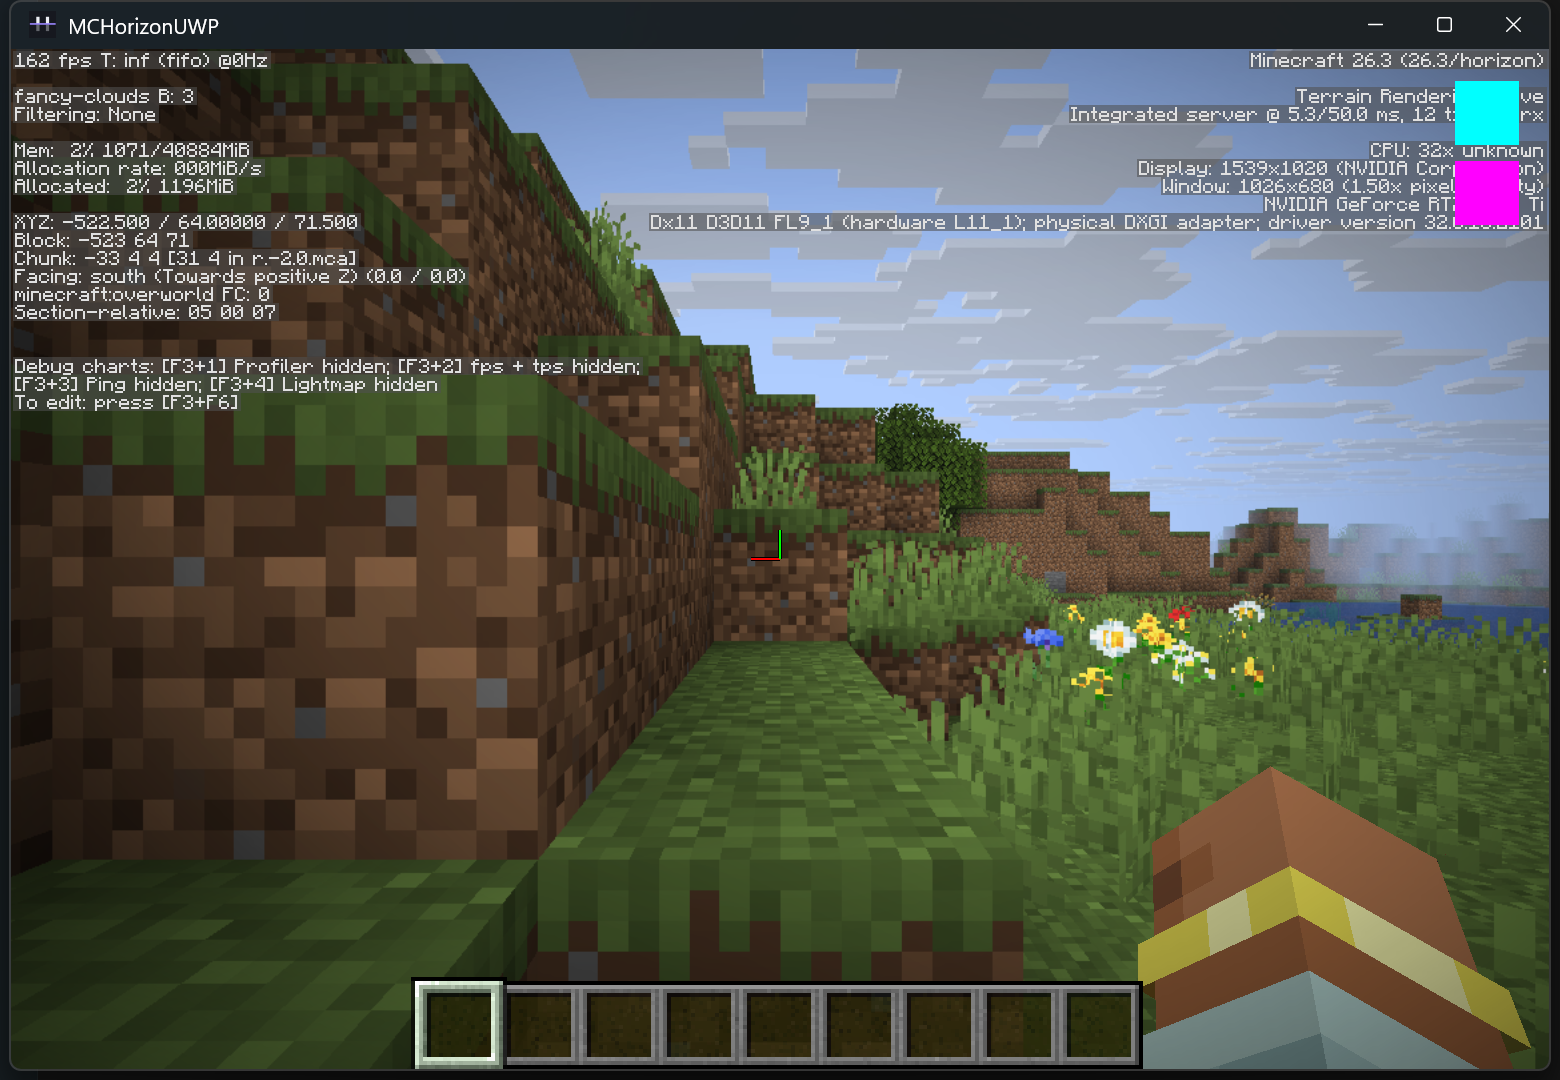 MCHorizonUWP
162 fps T: inf (fifo) @0Hz
fancy-clouds B: 3
Filtering: None
Mem: 2% 1071/40884MiB
Allocation rate: 000MiB/s
Allocated: 2% 1196MiB
XYZ: -522.500 / 64.00000 / 71.500
Block: -523 64 71
Chunk: -33 4 4 [31 4 in r.-2.0.mca]
Facing: south (Towards positive Z) (0.0 / 0.0)
minecraft:overworld FC: 0
Section-relative: 05 00 07
Debug charts: [F3+1] Profiler hidden; [F3+2] fps + tps hidden;
[F3+3] Ping hidden; [F3+4] Lightmap hidden
To edit: press [F3+F6]
Minecraft 26.3 (26.3/horizon)
Terrain
Integrated server @ 5.3/50.0 ms, 12
CPU: 32x unknown
Display: 1539x1020 (NVIDIA
Window: 1026x680 (1.50x
NVIDIA GeForce
Dx11 D3D11 FL9_1 (hardware L11_1); physical DXGI adapter; driver version